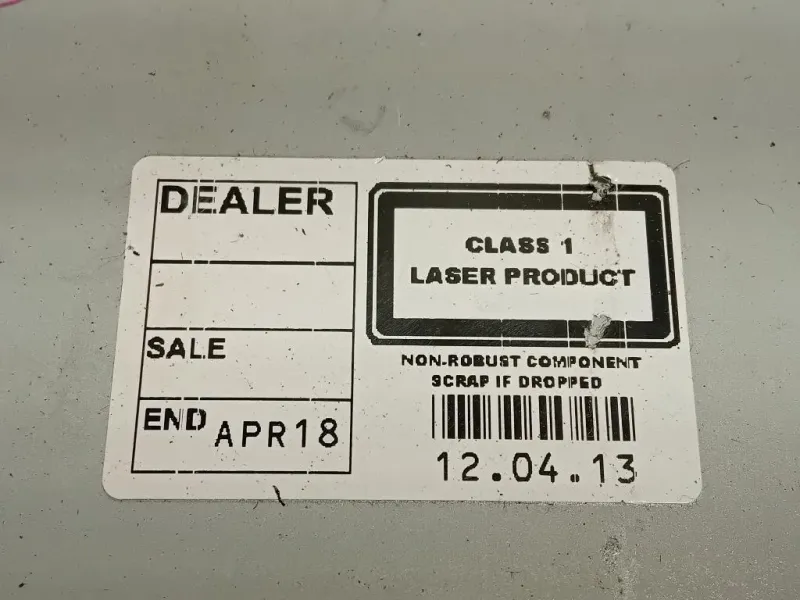 DEALER
SALE
END APR18
CLASS 1
LASER PRODUCT
NON-ROBUST COMPONENT
SCRAP IF DROPPED
12.04.13